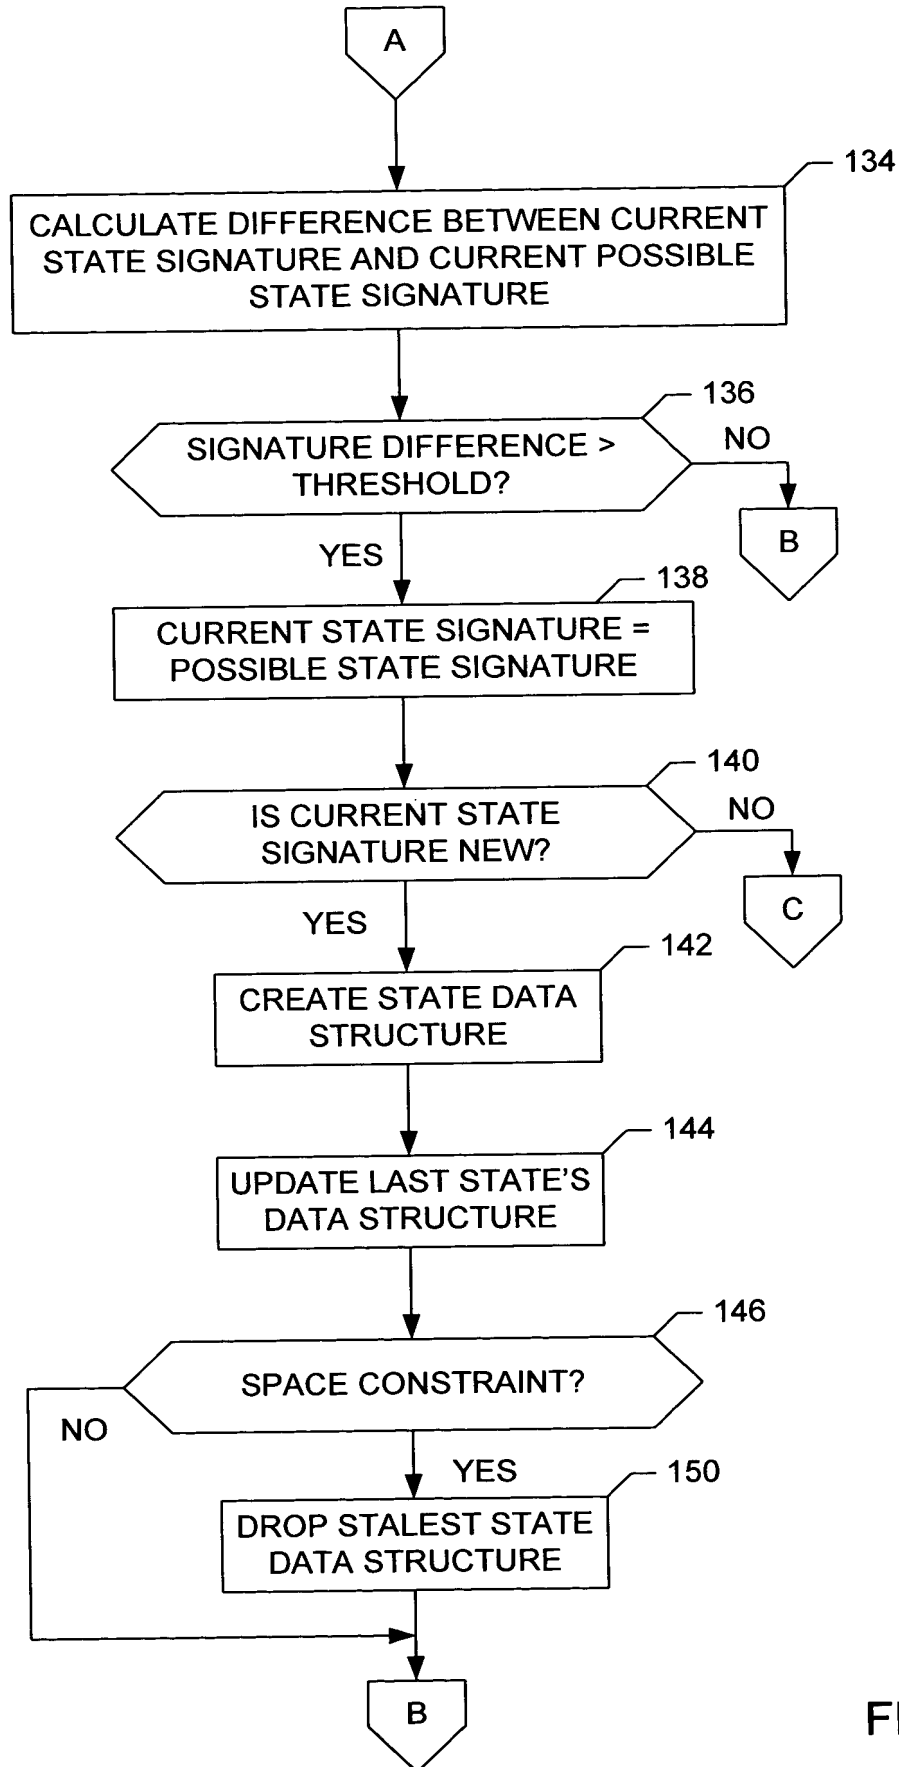 A
134
CALCULATE DIFFERENCE BETWEEN CURRENT
STATE SIGNATURE AND CURRENT POSSIBLE
STATE SIGNATURE
136
SIGNATURE DIFFERENCE >
THRESHOLD?
NO
B
YES
138
CURRENT STATE SIGNATURE =
POSSIBLE STATE SIGNATURE
140
IS CURRENT STATE
SIGNATURE NEW?
NO
C
YES
142
CREATE STATE DATA
STRUCTURE
144
UPDATE LAST STATE'S
DATA STRUCTURE
146
SPACE CONSTRAINT?
NO
YES
150
DROP STALEST STATE
DATA STRUCTURE
B